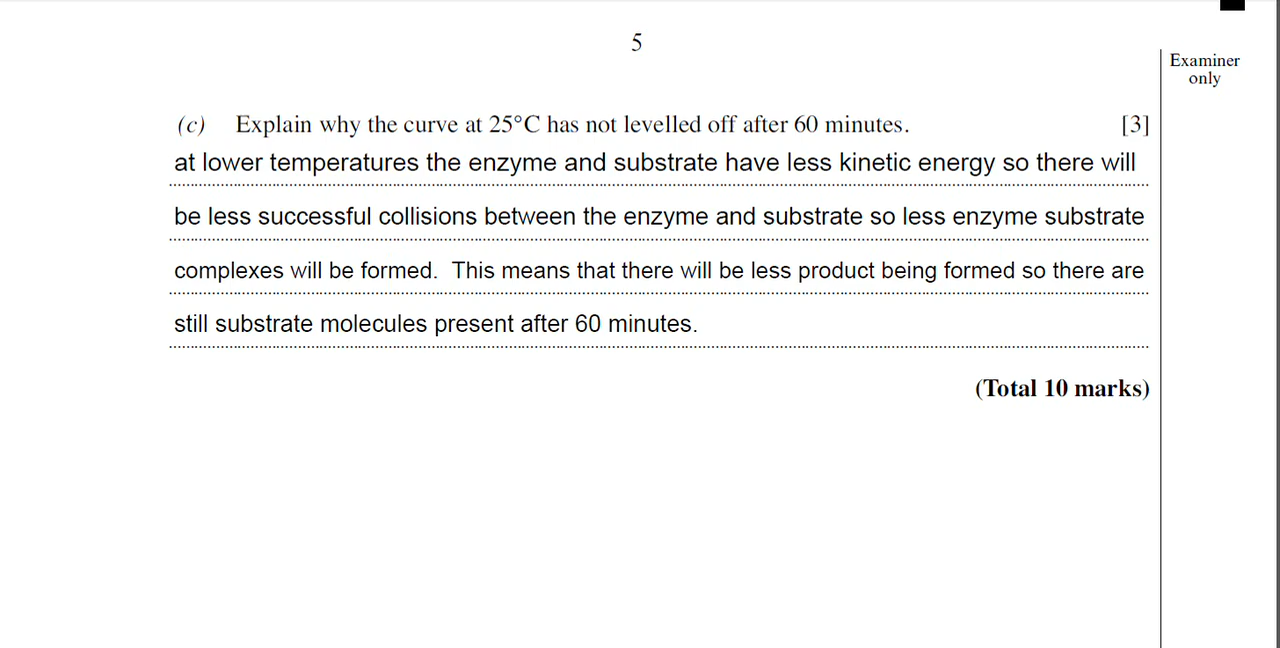 5
Examiner
only
(c) Explain why the curve at 25°C has not levelled off after 60 minutes. [3]
at lower temperatures the enzyme and substrate have less kinetic energy so there will
be less successful collisions between the enzyme and substrate so less enzyme substrate
complexes will be formed. This means that there will be less product being formed so there are
still substrate molecules present after 60 minutes.
(Total 10 marks)